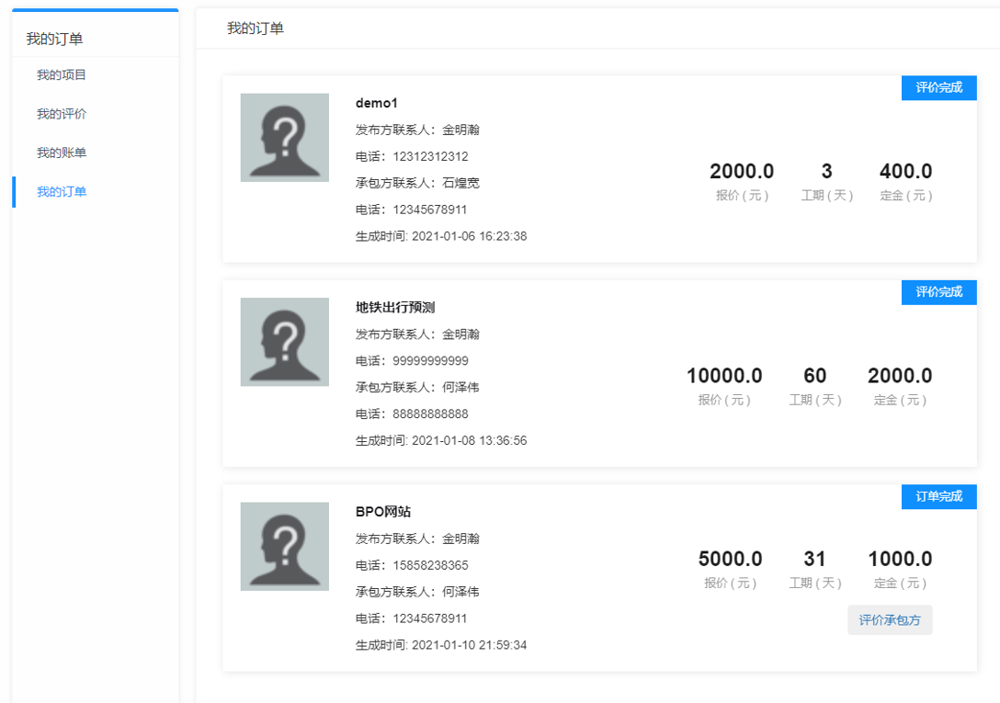 我的订单
我的项目
我的评价
我的账单
我的订单
我的订单
评价完成
demo1
发布方联系人：金明瀚
电话：12312312312
承包方联系人：石煌宽
电话：12345678911
生成时间: 2021-01-06 16:23:38
2000.0 3 400.0
报价 ( 元 ) 工期 ( 天 ) 定金 ( 元 )
评价完成
地铁出行预测
发布方联系人：金明瀚
电话：99999999999
承包方联系人：何泽伟
电话：88888888888
生成时间: 2021-01-08 13:36:56
10000.0 60 2000.0
报价 ( 元 ) 工期 ( 天 ) 定金 ( 元 )
订单完成
BPO网站
发布方联系人：金明瀚
电话：15858238365
承包方联系人：何泽伟
电话：12345678911
生成时间: 2021-01-10 21:59:34
5000.0 31 1000.0
报价 ( 元 ) 工期 ( 天 ) 定金 ( 元 )
评价承包方